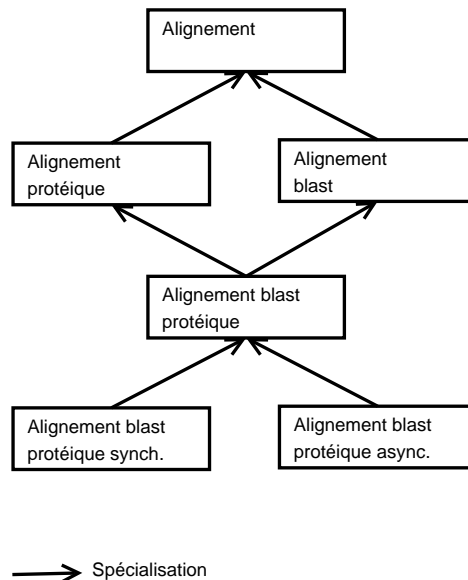 Alignement
Alignement
protéique
Alignement
blast
Alignement blast
protéique
Alignement blast
protéique synch.
Alignement blast
protéique async.
Spécialisation